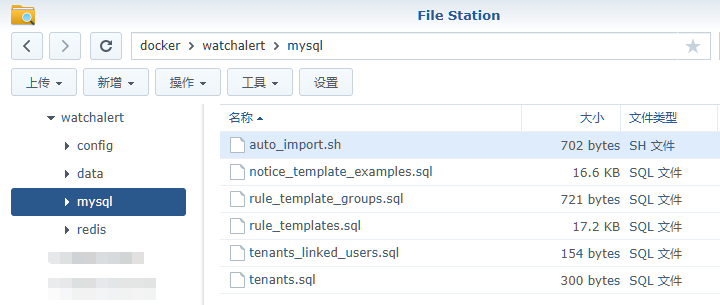 File Station
docker watchalert mysql
上传 新增 操作 工具 设置
watchalert
config
data
mysql
redis
名称 大小 文件类型
auto_import.sh 702 bytes SH 文件
notice_template_examples.sql 16.6 KB SQL 文件
rule_template_groups.sql 721 bytes SQL 文件
rule_templates.sql 17.2 KB SQL 文件
tenants_linked_users.sql 154 bytes SQL 文件
tenants.sql 300 bytes SQL 文件